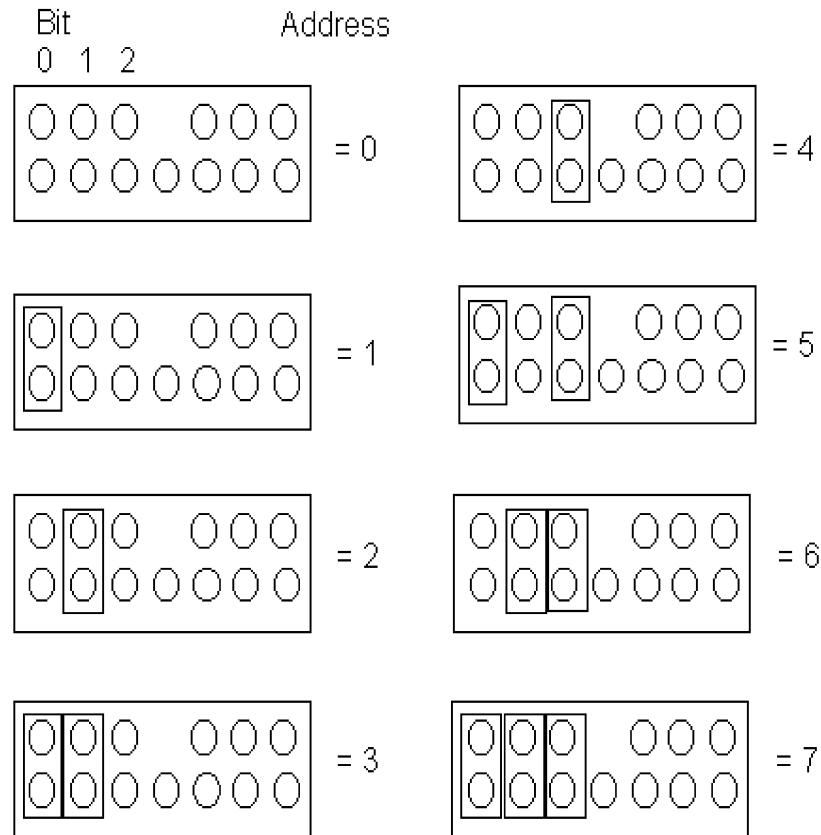 Bit Address
0 1 2
= 0 = 4
= 1 = 5
= 2 = 6
= 3 = 7